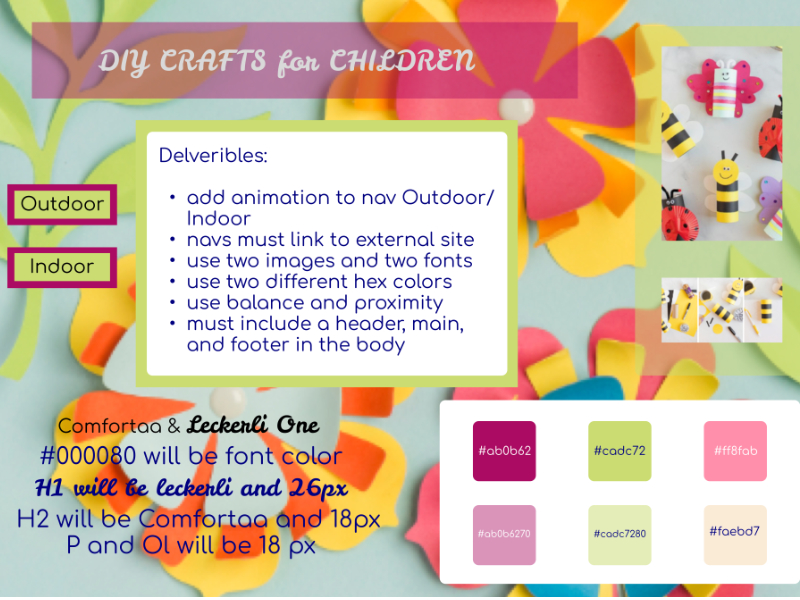 DIY CRAFTS for CHILDREN
Outdoor
Indoor
Delveribles:
• add animation to nav Outdoor/
Indoor
• navs must link to external site
• use two images and two fonts
• use two different hex colors
• use balance and proximity
• must include a header, main,
and footer in the body
Comfortaa & Leckerli One
#000080 will be font color
H1 will be leckerli and 26px
H2 will be Comfortaa and 18px
P and Ol will be 18 px
#ab0b62
#cadc72
#ff8fab
#ab0b6270
#cadc7280
#faebd7